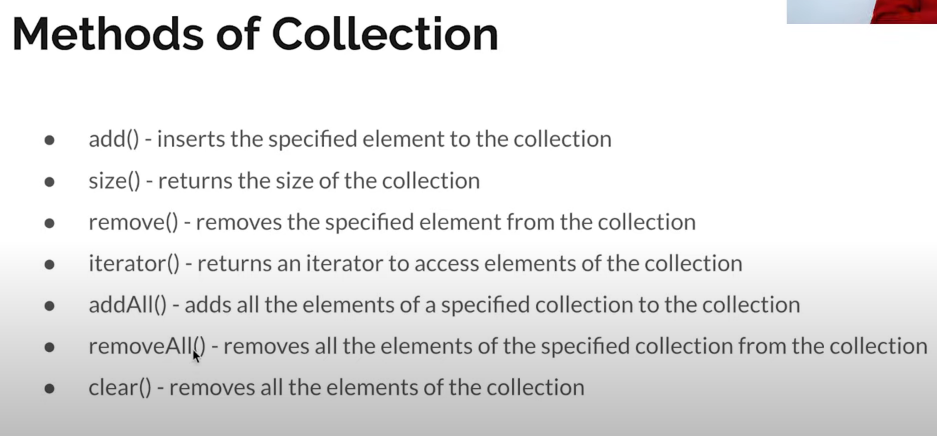 Methods of Collection
● add() - inserts the specified element to the collection
● size() - returns the size of the collection
● remove() - removes the specified element from the collection
● iterator() - returns an iterator to access elements of the collection
● addAll() - adds all the elements of a specified collection to the collection
● removeAll() - removes all the elements of the specified collection from the collection
● clear() - removes all the elements of the collection